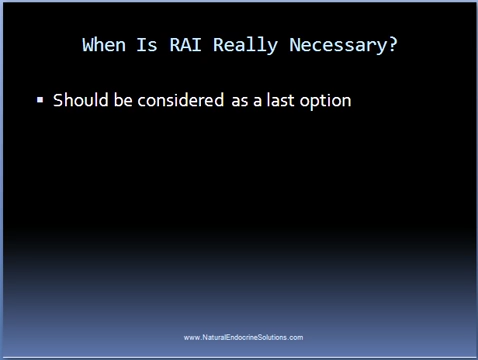 When Is RAI Really Necessary?
▪ Should be considered as a last option
www.NaturalEndocrineSolutions.com